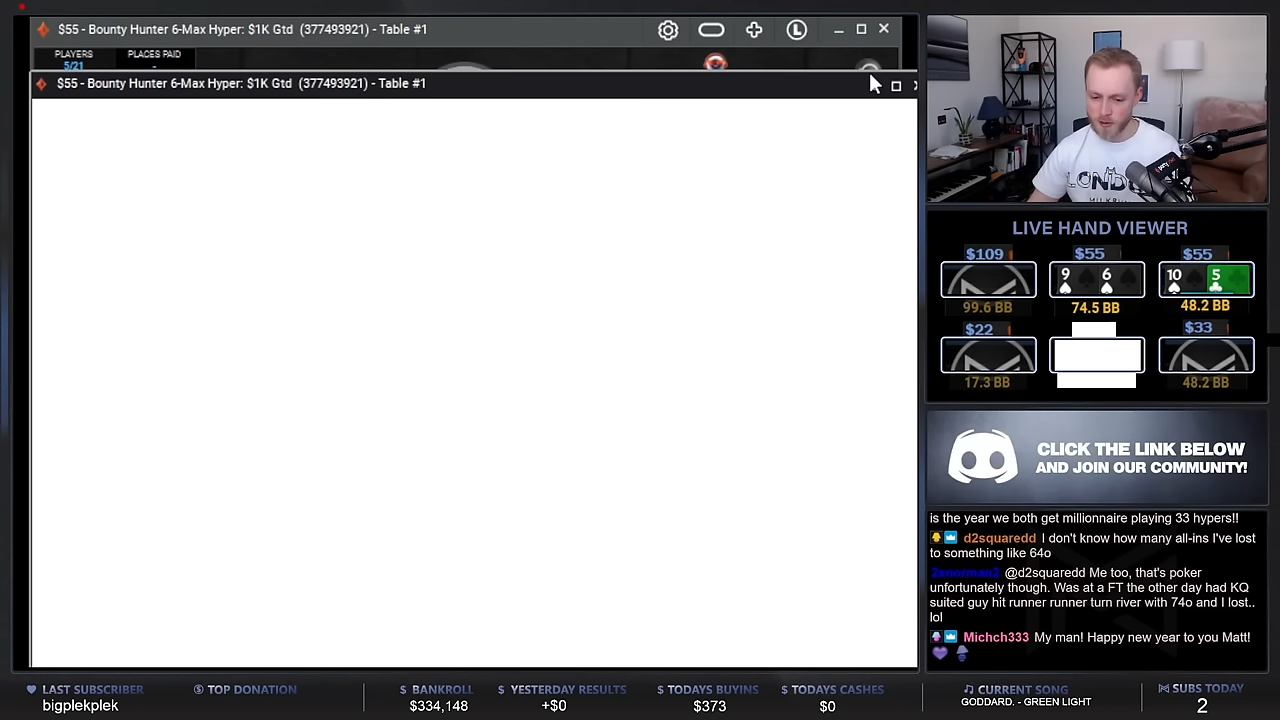 $55 - Bounty Hunter 6-Max Hyper: $1K Gtd (377493921) - Table #1
PLAYERS
5/21
PLACES PAID
-
$55 - Bounty Hunter 6-Max Hyper: $1K Gtd (377493921) - Table #1
LOND
LIVE HAND VIEWER
$109
$55
$55
9 6
10 5
99.6 BB
74.5 BB
48.2 BB
$22
$33
17.3 BB
48.2 BB
CLICK THE LINK BELOW
AND JOIN OUR COMMUNITY!
is the year we both get millionaire playing 33 hypers!!
d2squaredd I don't know how many all-ins I've lost
to something like 64o
2snorman2 @d2squaredd Me too, that's poker
unfortunately though. Was at a FT the other day had KQ
suited guy hit runner runner turn river with 74o and I lost..
lol
Michch333 My man! Happy new year to you Matt!
LAST SUBSCRIBER
bigplekplek
TOP DONATION
$ BANKROLL
$334,148
$ YESTERDAY RESULTS
+$0
$ TODAYS BUYINS
$373
$ TODAYS CASHES
$0
CURRENT SONG
GODDARD. - GREEN LIGHT
SUBS TODAY
2